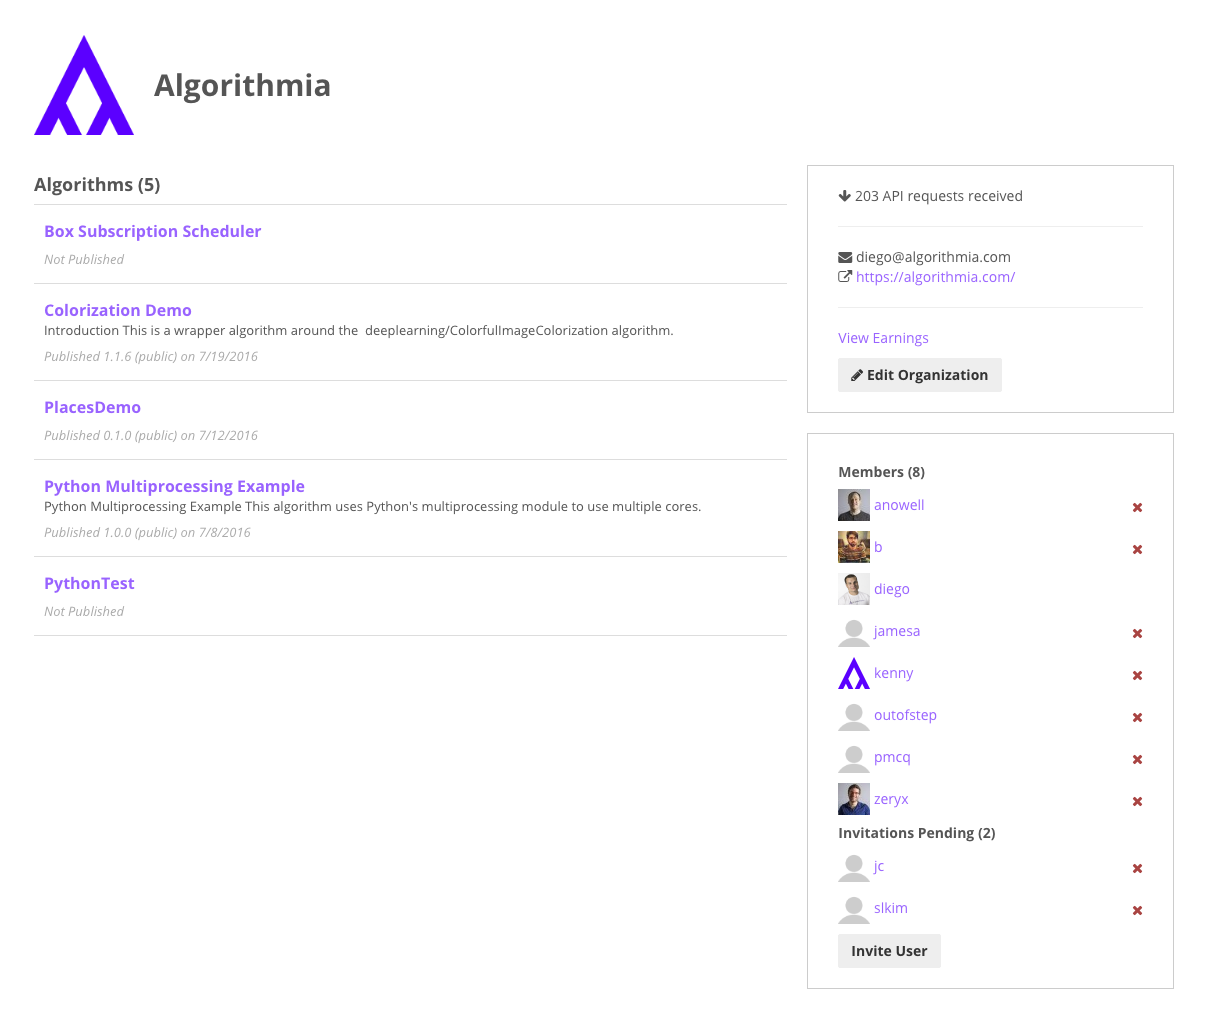 Algorithmia
Algorithms (5)
Box Subscription Scheduler
Not Published
Colorization Demo
Introduction This is a wrapper algorithm around the  deeplearning/ColorfulImageColorization algorithm.
Published 1.1.6 (public) on 7/19/2016
PlacesDemo
Published 0.1.0 (public) on 7/12/2016
Python Multiprocessing Example
Python Multiprocessing Example This algorithm uses Python's multiprocessing module to use multiple cores.
Published 1.0.0 (public) on 7/8/2016
PythonTest
Not Published
203 API requests received
diego@algorithmia.com
https://algorithmia.com/
View Earnings
Edit Organization
Members (8)
anowell
b
diego
jamesa
kenny
outofstep
pmcq
zeryx
Invitations Pending (2)
jc
slkim
Invite User